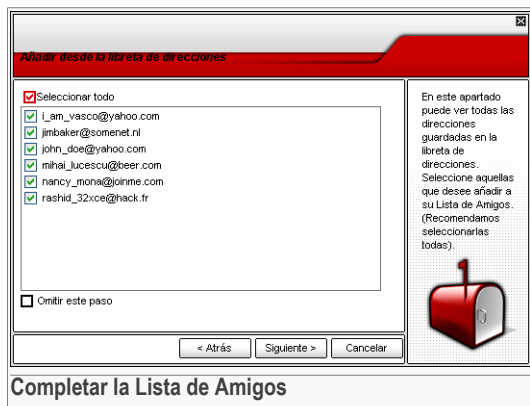 Añadir desde la libreta de direcciones
Seleccionar todo
i_am_vasco@yahoo.com
jimbaker@somenet.nl
john_doe@yahoo.com
mihai_lucescu@beer.com
nancy_mona@joinme.com
rashid_32xce@hack.fr
Omitir este paso
< Atrás
Siguiente >
Cancelar
En este apartado
puede ver todas las
direcciones
guardadas en la
libreta de
direcciones.
Seleccione aquellas
que desee añadir a
su Lista de Amigos.
(Recomendamos
seleccionarlas
todas).
Completar la Lista de Amigos